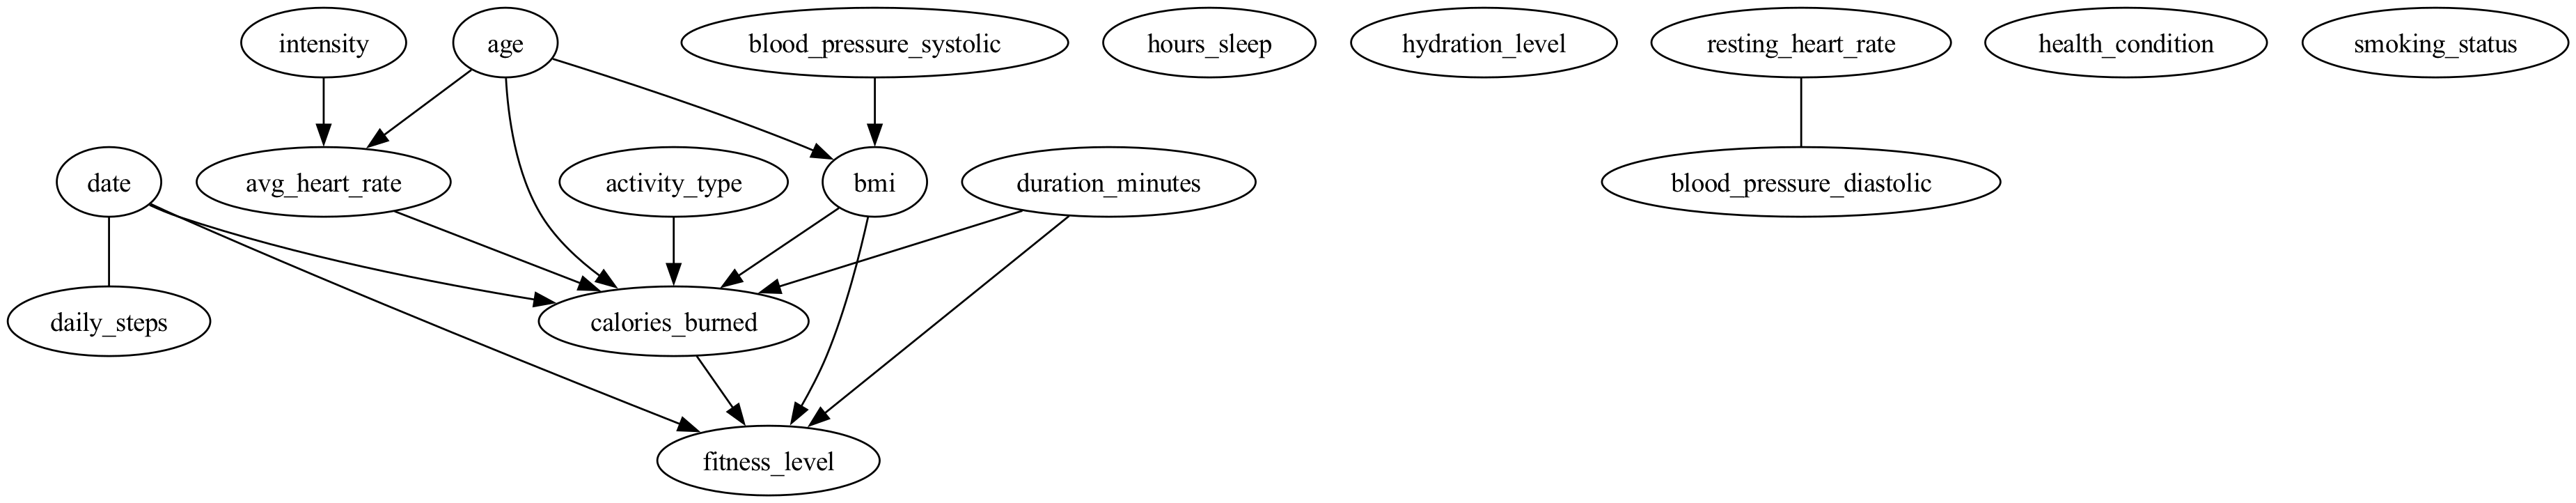 intensity
age
blood_pressure_systolic
hours_sleep
hydration_level
resting_heart_rate
health_condition
smoking_status
date
avg_heart_rate
activity_type
bmi
duration_minutes
blood_pressure_diastolic
daily_steps
calories_burned
fitness_level